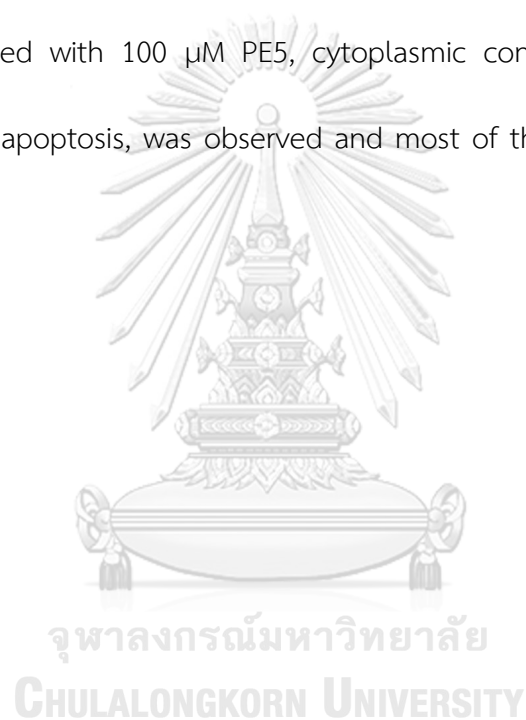 ed with 100 µM PE5, cytoplasmic con
apoptosis, was observed and most of th
จุฬาลงกรณ์มหาวิทยาลัย
CHULALONGKORN UNIVERSITY